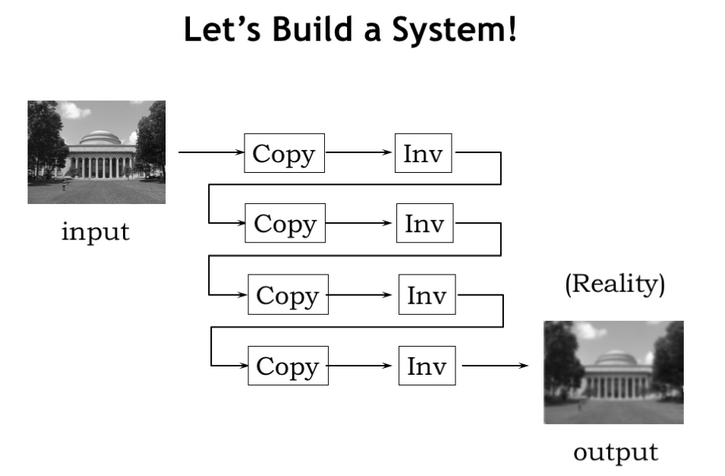 Let's Build a System!
Copy Inv
input
Copy Inv
Copy Inv
(Reality)
Copy Inv
output